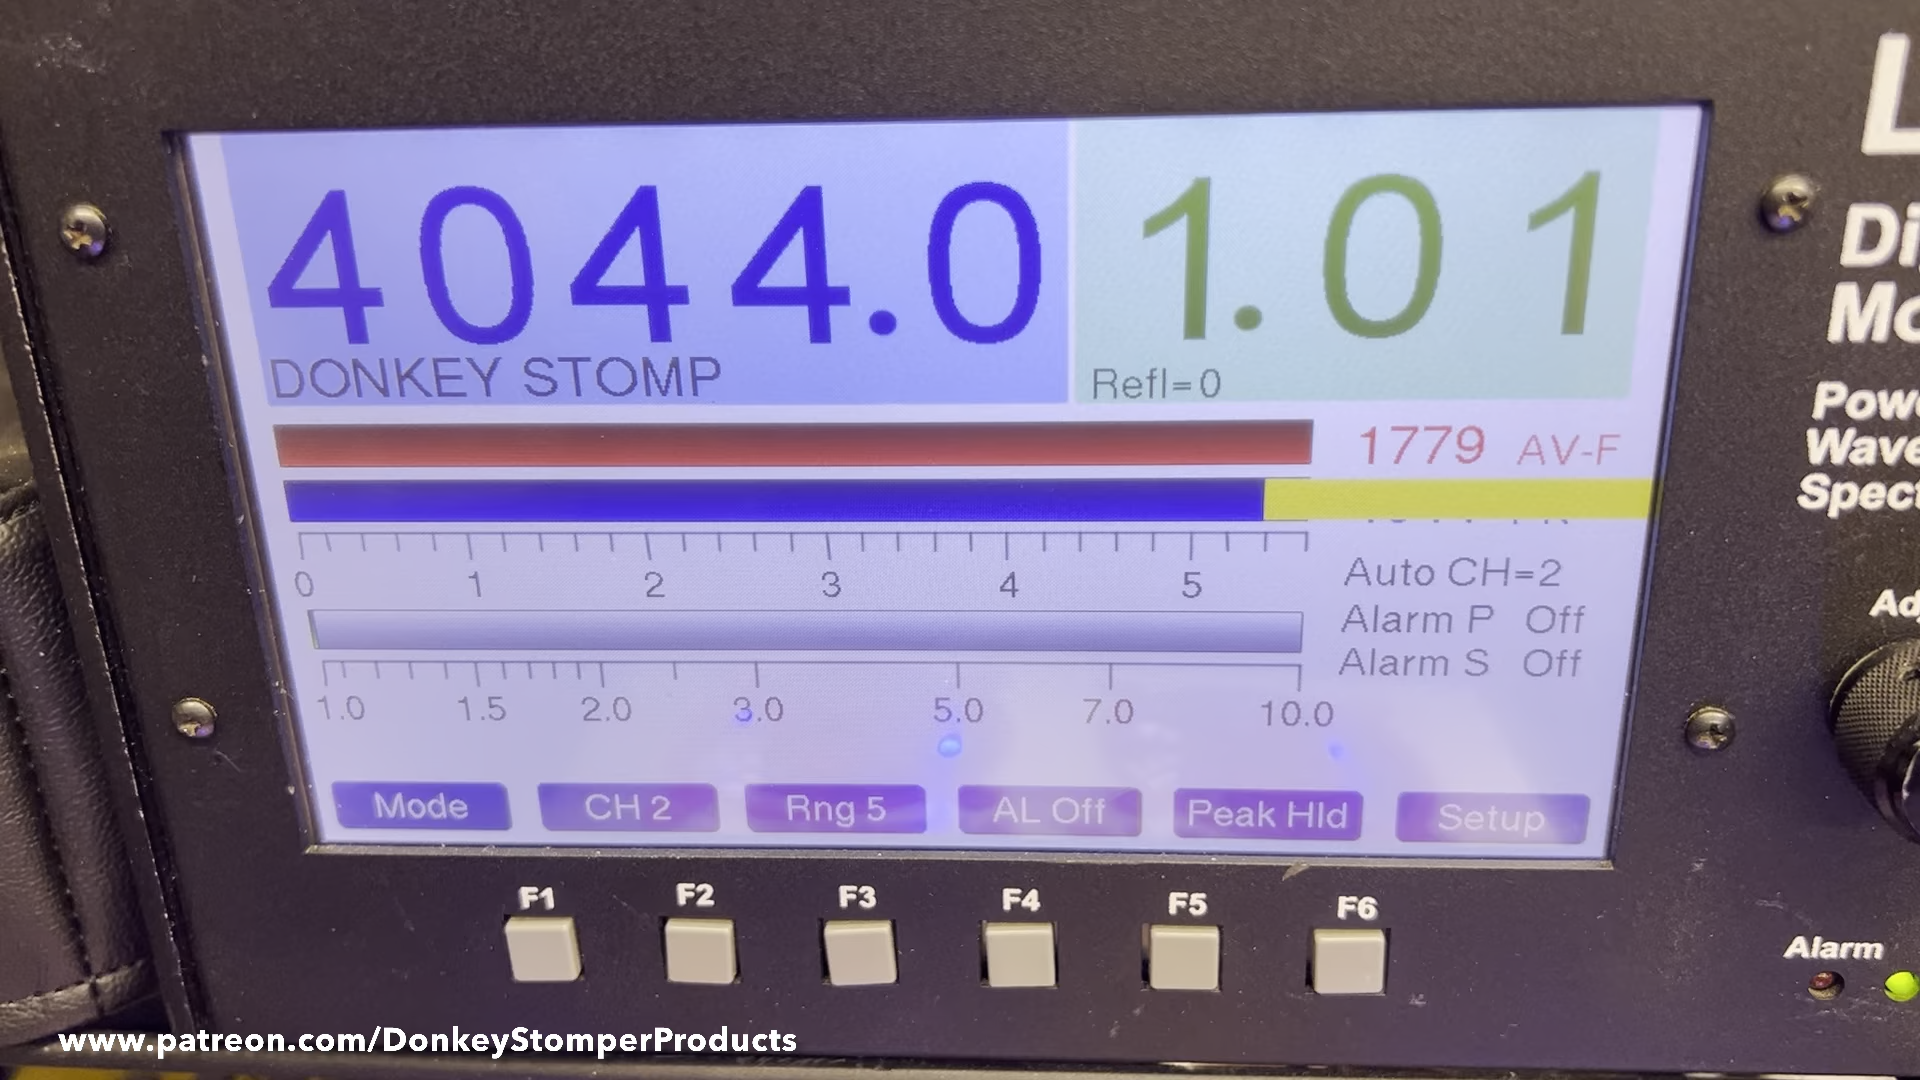 4044.0
1.01
DONKEY STOMP
Refl=0
1779 AV-F
0 1 2 3 4 5
Auto CH=2
Alarm P Off
Alarm S Off
1.0 1.5 2.0 3.0 5.0 7.0 10.0
Mode CH 2 Rng 5 AL Off Peak Hld Setup
F1 F2 F3 F4 F5 F6
Alarm
www.patreon.com/DonkeyStomperProducts